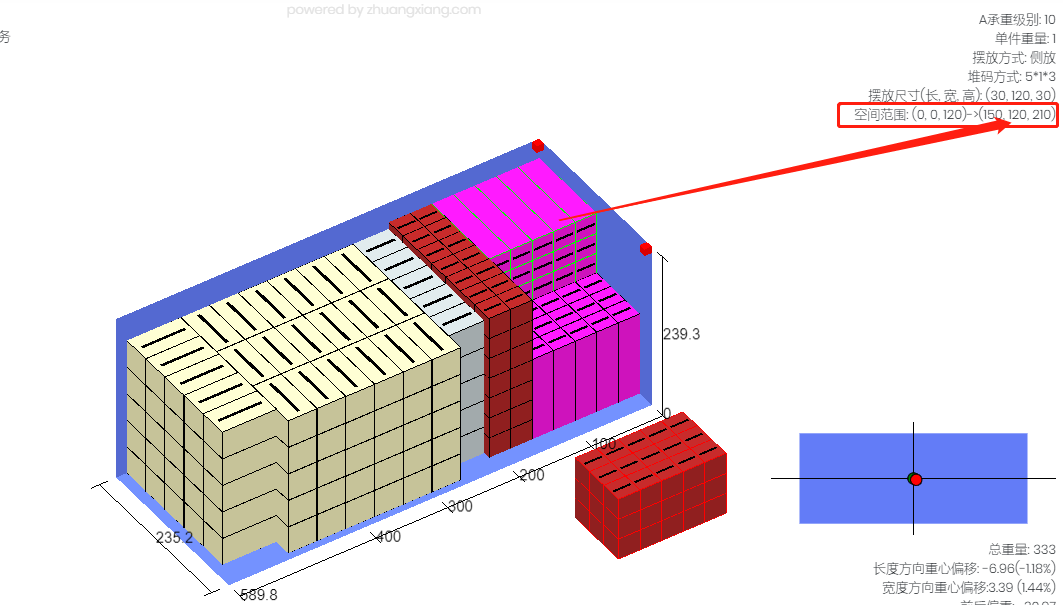 powered by zhuangxiang.com
务
A承重级别: 10
单件重量: 1
摆放方式: 侧放
堆码方式: 5*1*3
摆放尺寸(长, 宽, 高): (30, 120, 30)
空间范围: (0, 0, 120)->(150, 120, 210)
239.3
0
100
200
300
400
235.2
589.8
总重量: 333
长度方向重心偏移: -6.96(-1.18%)
宽度方向重心偏移:3.39 (1.44%)